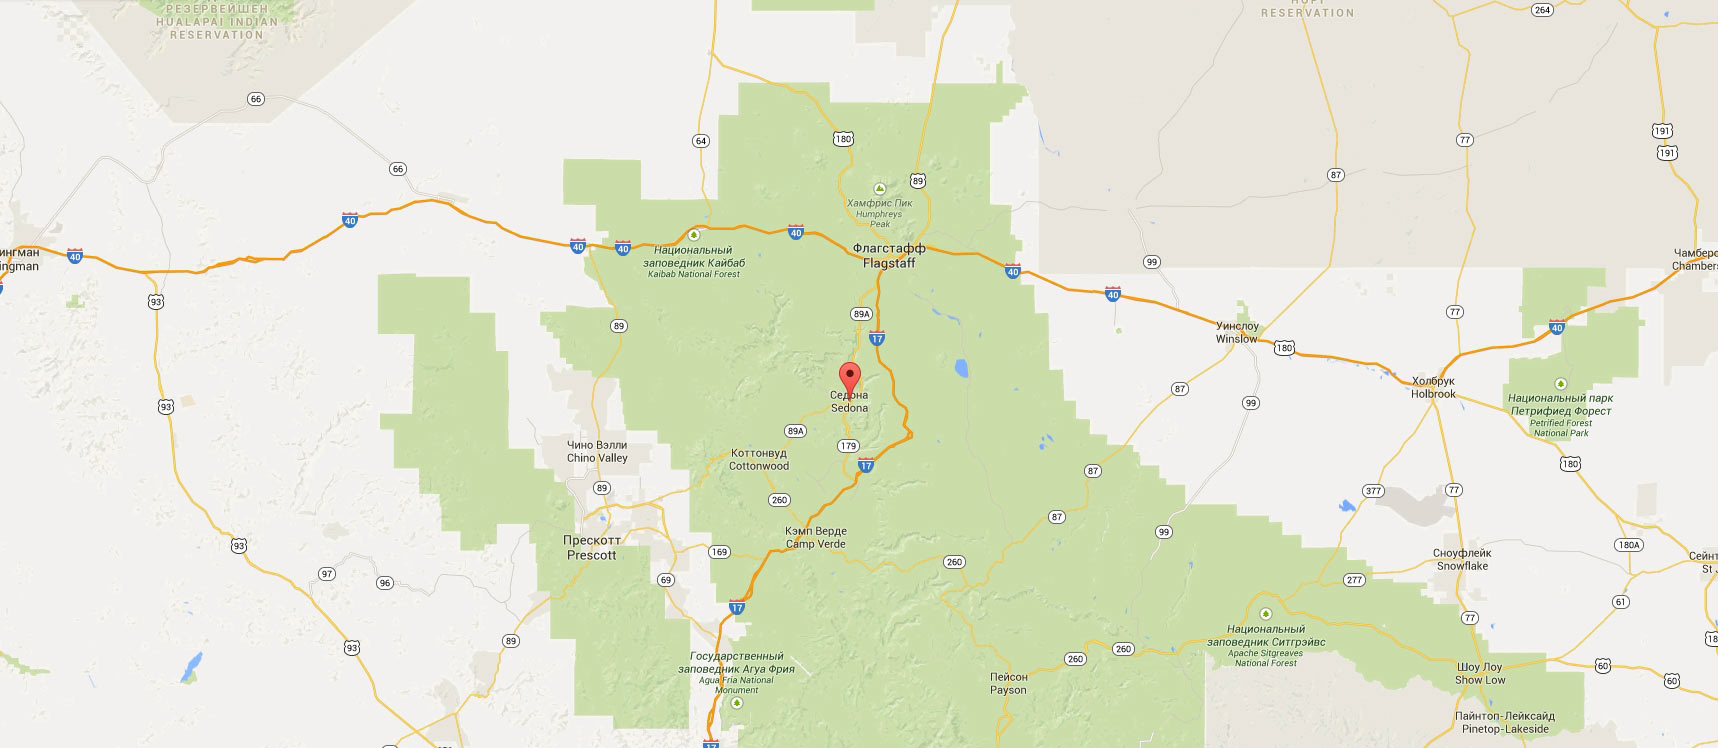 РЕЗЕРВЕЙШЕН
HUALAPAI INDIAN
RESERVATION
RESERVATION
264
66
180
64
77
191
191
66
87
89
Хамфрис Пик
Humphreys
Peak
40
40
40
40
Национальный
заповедник Кайбаб
Kaibab National Forest
Флагстафф
Flagstaff
ингман
ingman
40
99
Чамберс
Chambers
40
40
93
89
89A
17
77
40
Уинслоу
Winslow
180
Седона
Sedona
87
99
Холбрук
Holbrook
Национальный парк
Петрифиед Форест
Petrified Forest
National Park
93
89A
179
Чино Вэлли
Chino Valley
Коттонвуд
Cottonwood
17
87
180
89
260
377
77
87
99
Прескотт
Prescott
Кэмп Верде
Camp Verde
93
169
260
180A
Сноуфлейк
Snowflake
Сейнт
St J
97
96
69
277
17
61
77
89
93
Национальный
заповедник Ситгрэйвс
Apache Sitgreaves
National Forest
Государственный
заповедник Агуа Фрия
Agua Fria National
Monument
260
260
Пейсон
Payson
Шоу Лоу
Show Low
60
60
Пайнтоп-Лейксайд
Pinetop-Lakeside
17